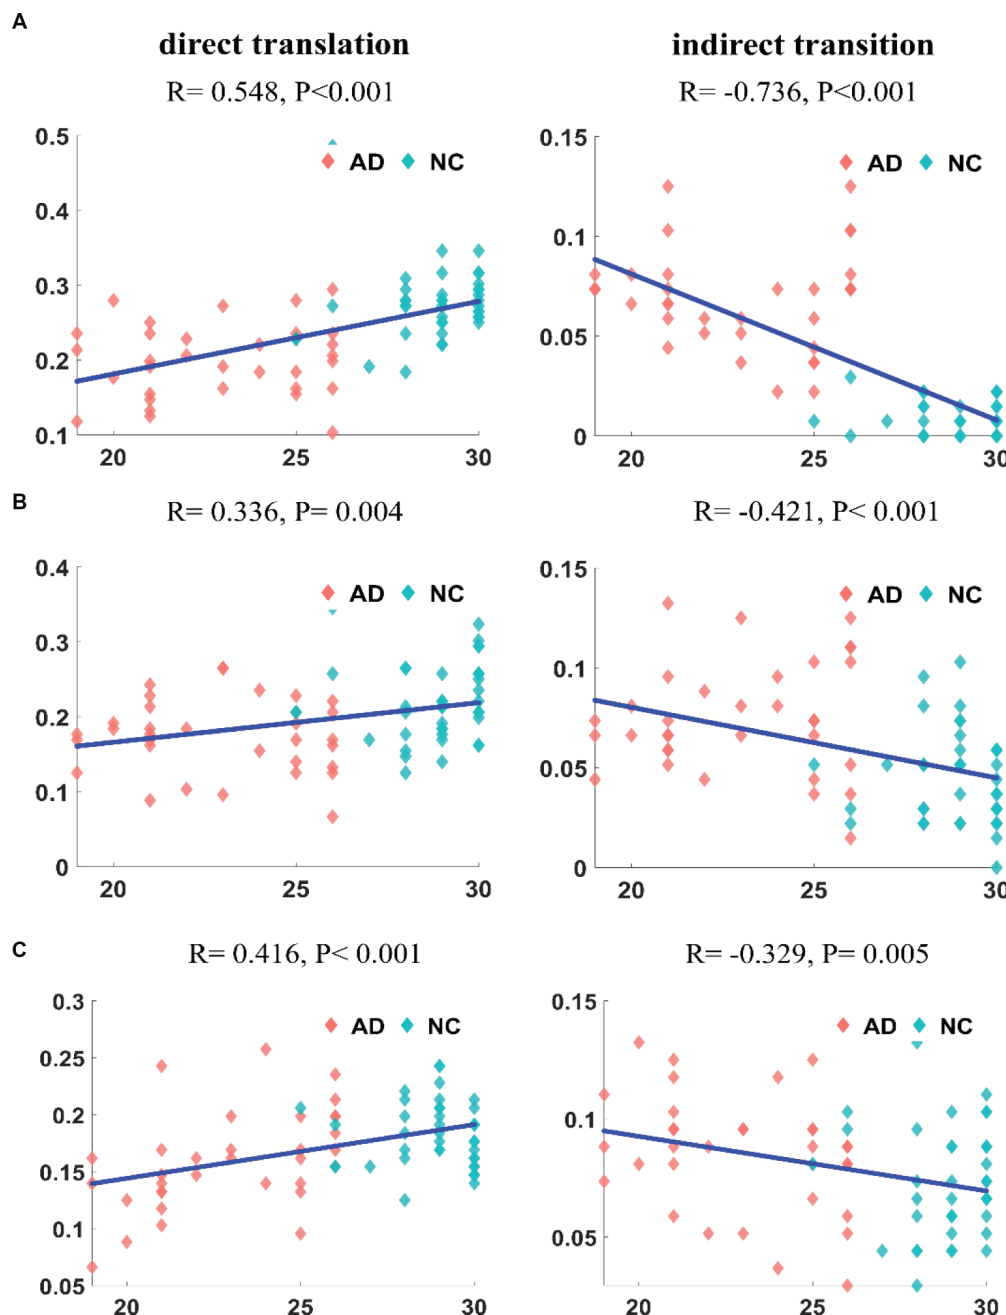 A
direct translation
indirect transition
R= 0.548, P<0.001
R= -0.736, P<0.001
0.5
0.4
0.3
0.2
0.1
AD NC
20 25 30
0.15
0.1
0.05
0
AD NC
20 25 30
B
R= 0.336, P= 0.004
R= -0.421, P< 0.001
0.4
0.3
0.2
0.1
0
AD NC
20 25 30
0.15
0.1
0.05
0
AD NC
20 25 30
C
R= 0.416, P< 0.001
R= -0.329, P= 0.005
0.3
0.25
0.2
0.15
0.1
0.05
AD NC
20 25 30
0.15
0.1
0.05
AD NC
20 25 30